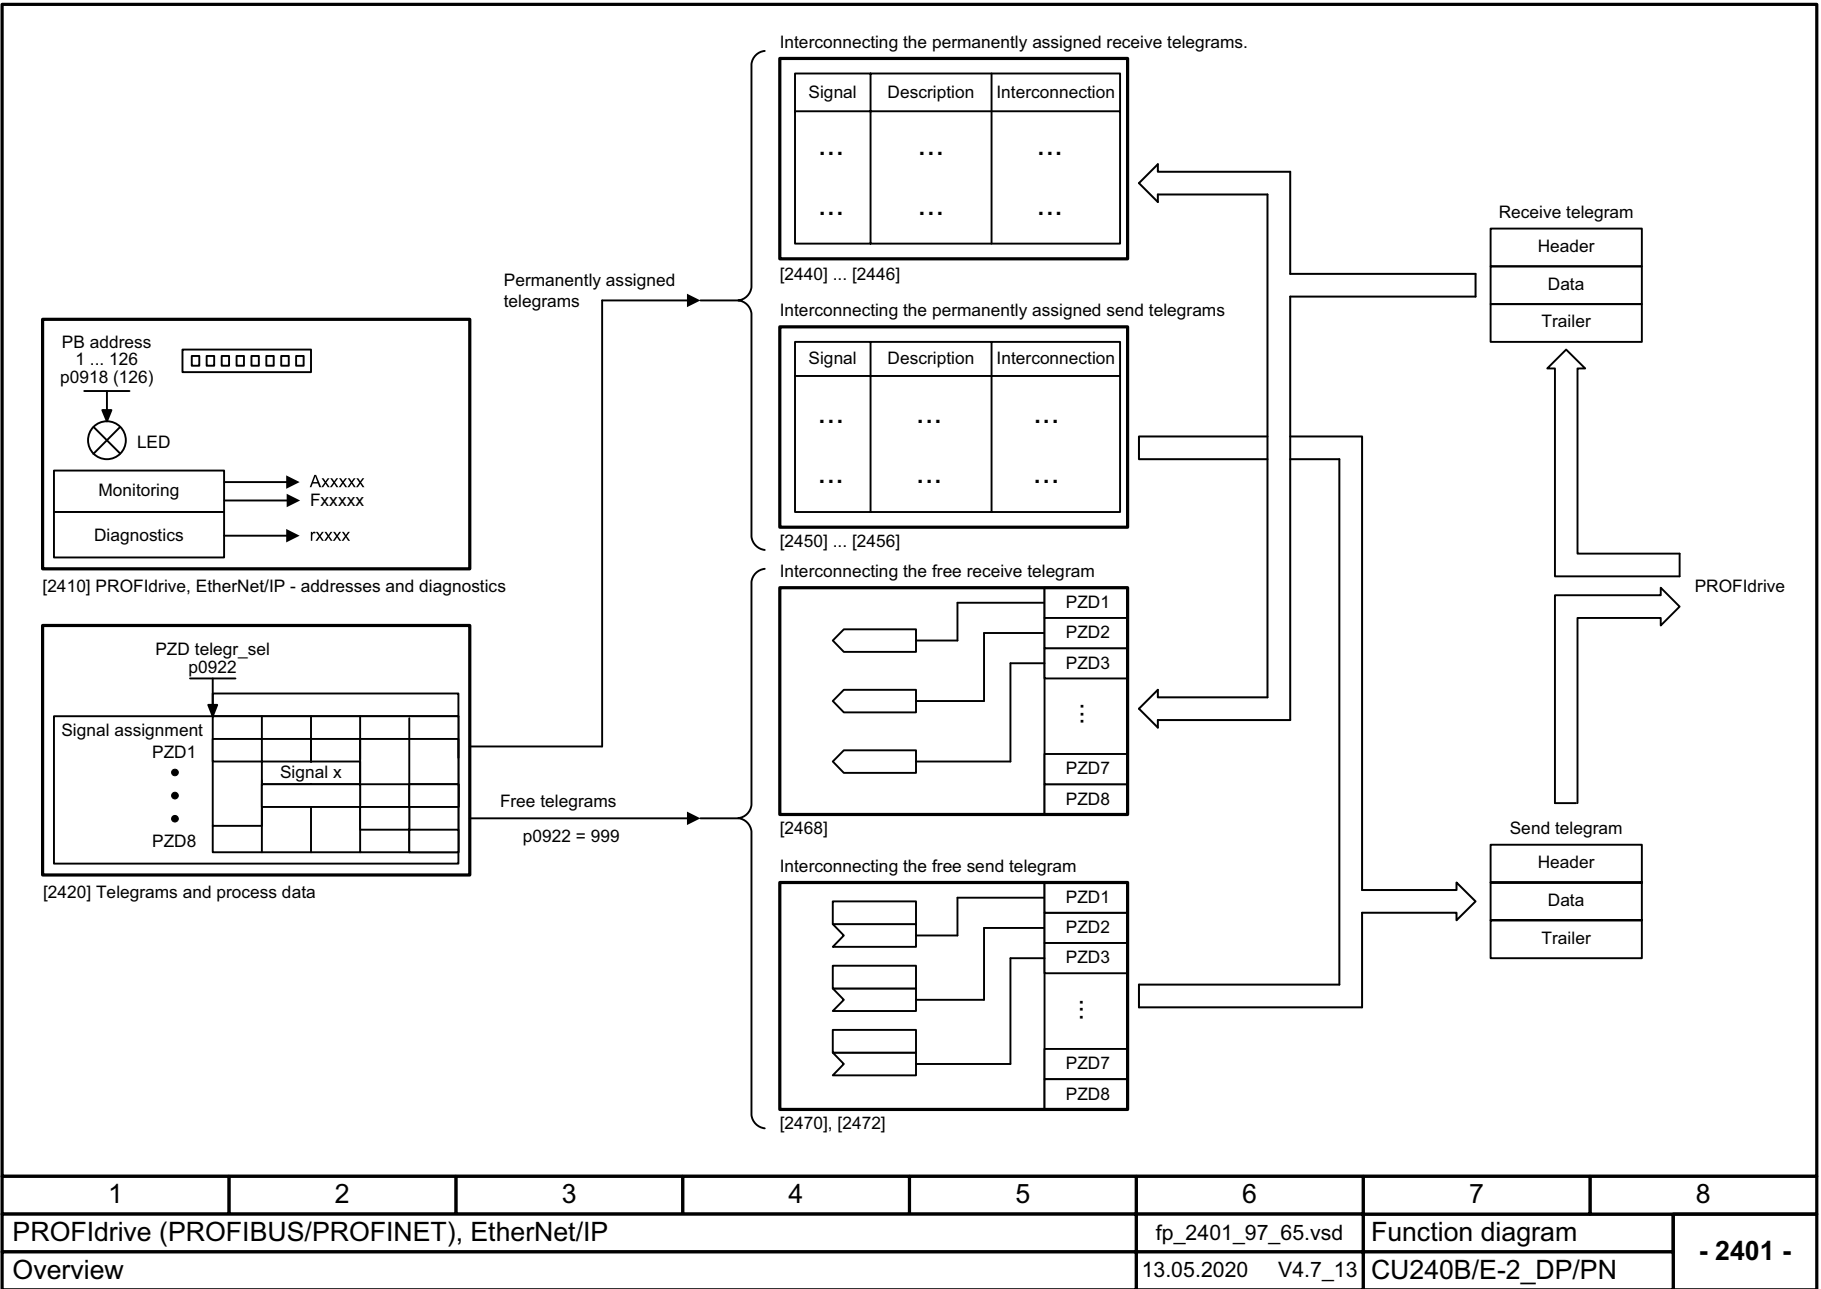 Interconnecting the permanently assigned receive telegrams.
Signal Description Interconnection
... ... ...
... ... ...
[2440] ... [2446]
Permanently assigned
telegrams
Interconnecting the permanently assigned send telegrams
Signal Description Interconnection
... ... ...
... ... ...
[2450] ... [2456]
PB address
1 ... 126
p0918 (126)
LED
Monitoring
Axxxxx
Fxxxxx
Diagnostics
rxxxx
[2410] PROFIdrive, EtherNet/IP - addresses and diagnostics
PZD telegr_sel
p0922
Signal assignment
PZD1
Signal x
PZD8
[2420] Telegrams and process data
Free telegrams
p0922 = 999
Interconnecting the free receive telegram
PZD1
PZD2
PZD3
⋮
PZD7
PZD8
[2468]
Interconnecting the free send telegram
PZD1
PZD2
PZD3
⋮
PZD7
PZD8
[2470], [2472]
Receive telegram
Header
Data
Trailer
PROFIdrive
Send telegram
Header
Data
Trailer
1 2 3 4 5 6 7 8
PROFIdrive (PROFIBUS/PROFINET), EtherNet/IP fp_2401_97_65.vsd Function diagram
- 2401 -
Overview 13.05.2020 V4.7_13 CU240B/E-2_DP/PN